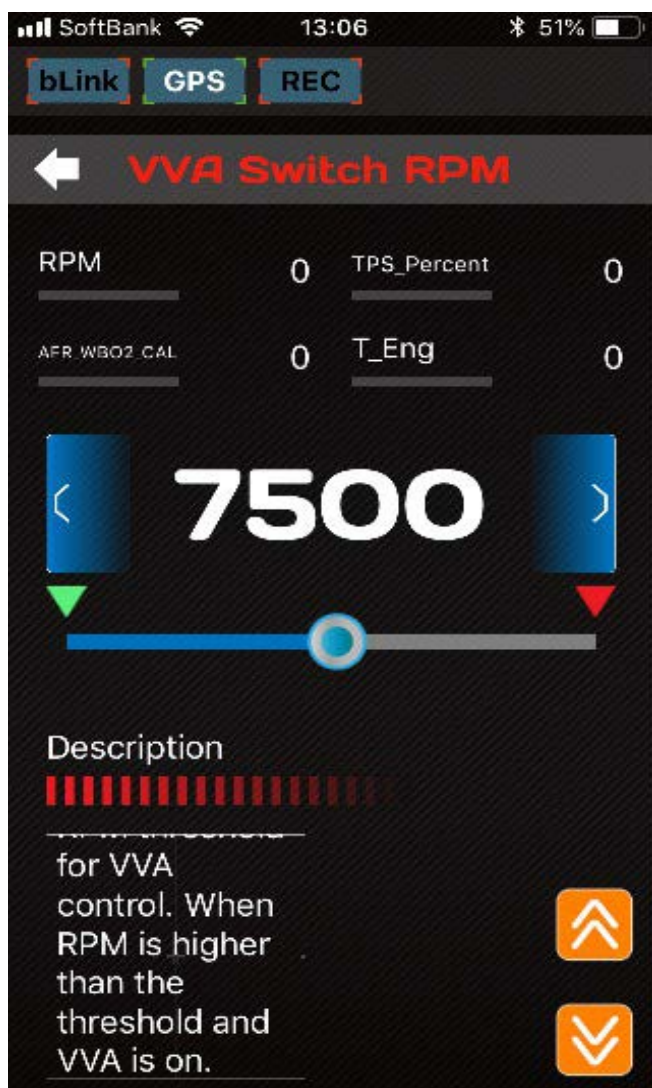 SoftBank 13:06 51%
bLink GPS REC
VVA Switch RPM
RPM 0 TPS_Percent 0
AFR_WBO2_CAL 0 T_Eng 0
7500
Description
for VVA
control. When
RPM is higher
than the
threshold and
VVA is on.